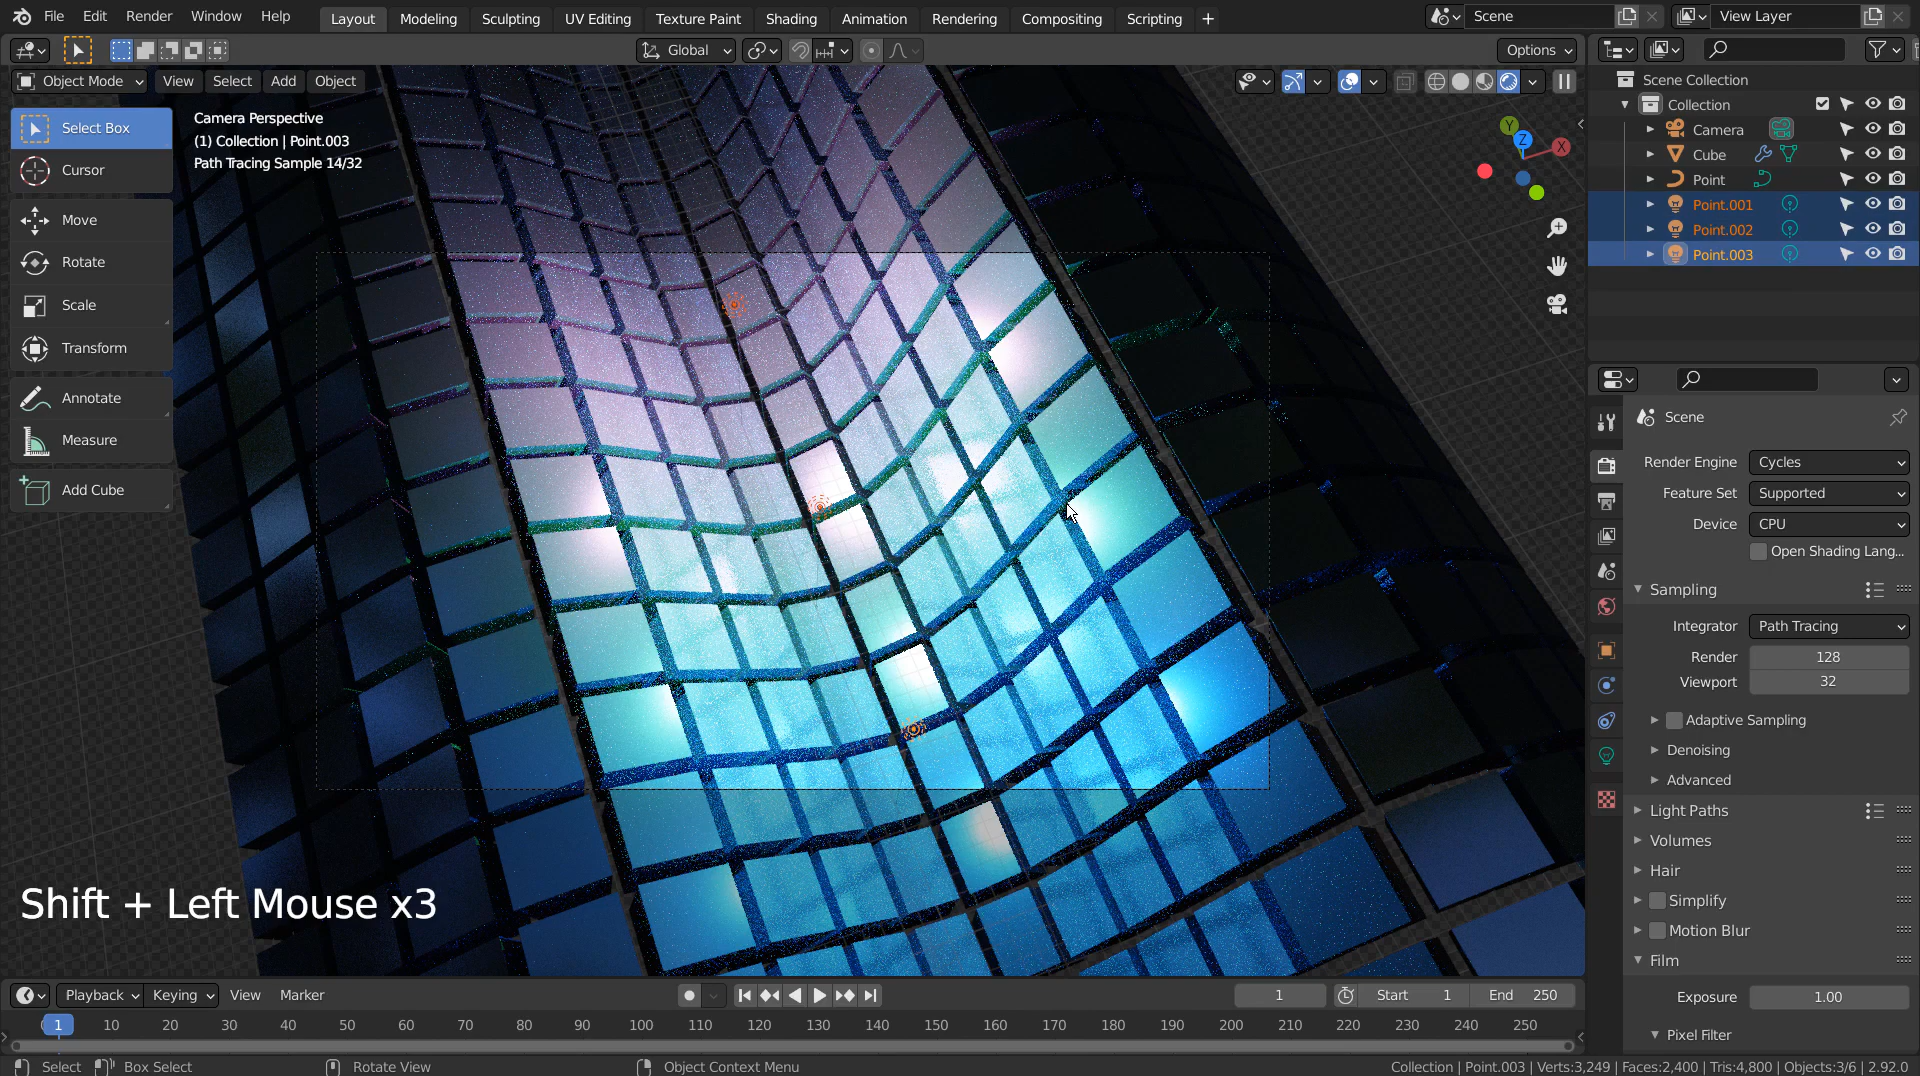 File Edit Render Window Help Layout Modeling Sculpting UV Editing Texture Paint Shading Animation Rendering Compositing Scripting + Scene View Layer
Global Options
Object Mode View Select Add Object
Select Box
Cursor
Move
Rotate
Scale
Transform
Annotate
Measure
Add Cube
Camera Perspective
(1) Collection | Point.003
Path Tracing Sample 14/32
Y
Z
X
Shift + Left Mouse x3
Scene Collection
Collection
Camera
Cube
Point
Point.001
Point.002
Point.003
Scene
Render Engine Cycles
Feature Set Supported
Device CPU
Open Shading Lang...
Sampling
Integrator Path Tracing
Render 128
Viewport 32
Adaptive Sampling
Denoising
Advanced
Light Paths
Volumes
Hair
Simplify
Motion Blur
Film
Exposure 1.00
Pixel Filter
Playback Keying View Marker 1 Start 1 End 250
1 10 20 30 40 50 60 70 80 90 100 110 120 130 140 150 160 170 180 190 200 210 220 230 240 250
Select Box Select Rotate View Object Context Menu Collection | Point.003 | Verts:3,249 | Faces:2,400 | Tris:4,800 | Objects:3/6 | 2.92.0